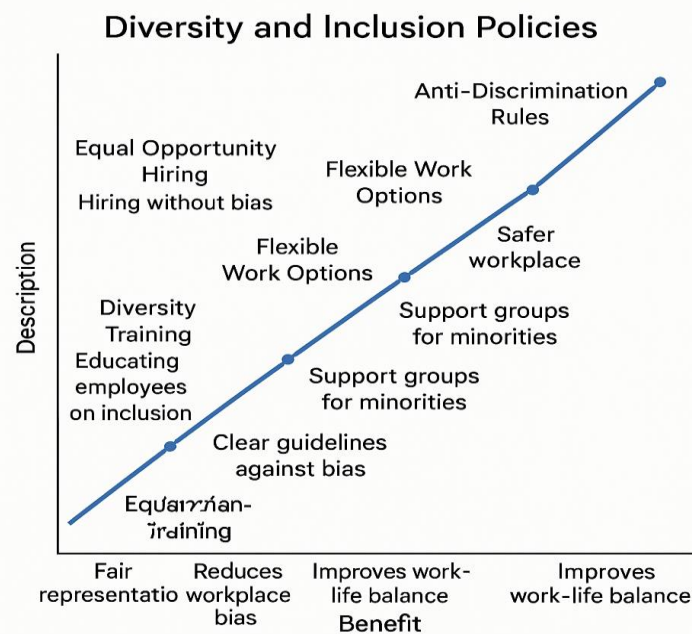 Diversity and Inclusion Policies
Anti-Discrimination
Rules
Equal Opportunity
Hiring
Hiring without bias
Flexible Work
Options
Safer
workplace
Flexible
Work Options
Description
Diversity
Training
Educating
employees
on inclusion
Support groups
for minorities
Support groups
for minorities
Clear guidelines
against bias
Fair
representatio
Reduces
workplace
bias
Improves work-
life balance
Improves
work-life balance
Benefit